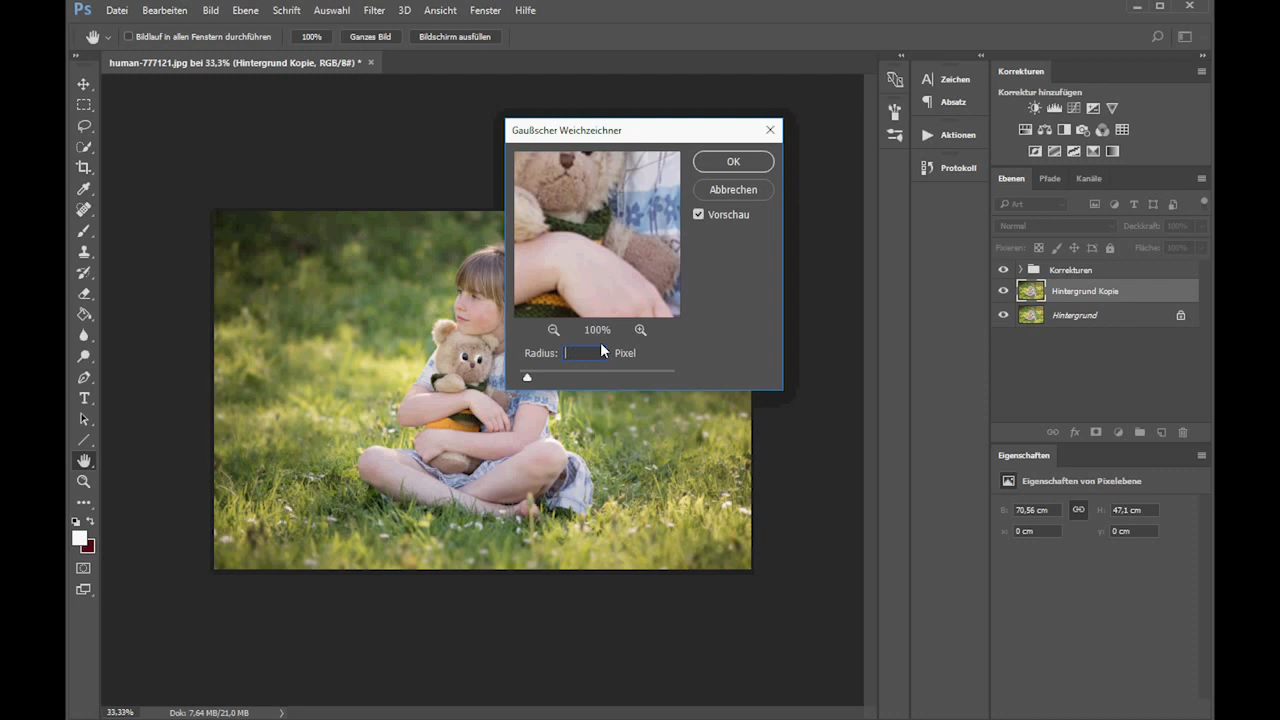 Ps Datei Bearbeiten Bild Ebene Schrift Auswahl Filter 3D Ansicht Fenster Hilfe
Bildlauf in allen Fenstern durchführen 100% Ganzes Bild Bildschirm ausfüllen
human-777121.jpg bei 33,3% (Hintergrund Kopie, RGB/8#) * ×
Gaußscher Weichzeichner
OK
Abbrechen
Vorschau
100%
Radius: Pixel
Zeichen
Absatz
Aktionen
Protokoll
Korrekturen
Korrektur hinzufügen
Ebenen Pfade Kanäle
Art
Normal Deckkraft: 100%
Fixieren: Fläche: 100%
Korrekturen
Hintergrund Kopie
Hintergrund
Eigenschaften
Eigenschaften von Pixelebene
B: 70,56 cm H: 47,1 cm
x: 0 cm y: 0 cm
33,33% Dok: 7,64 MB/21,0 MB